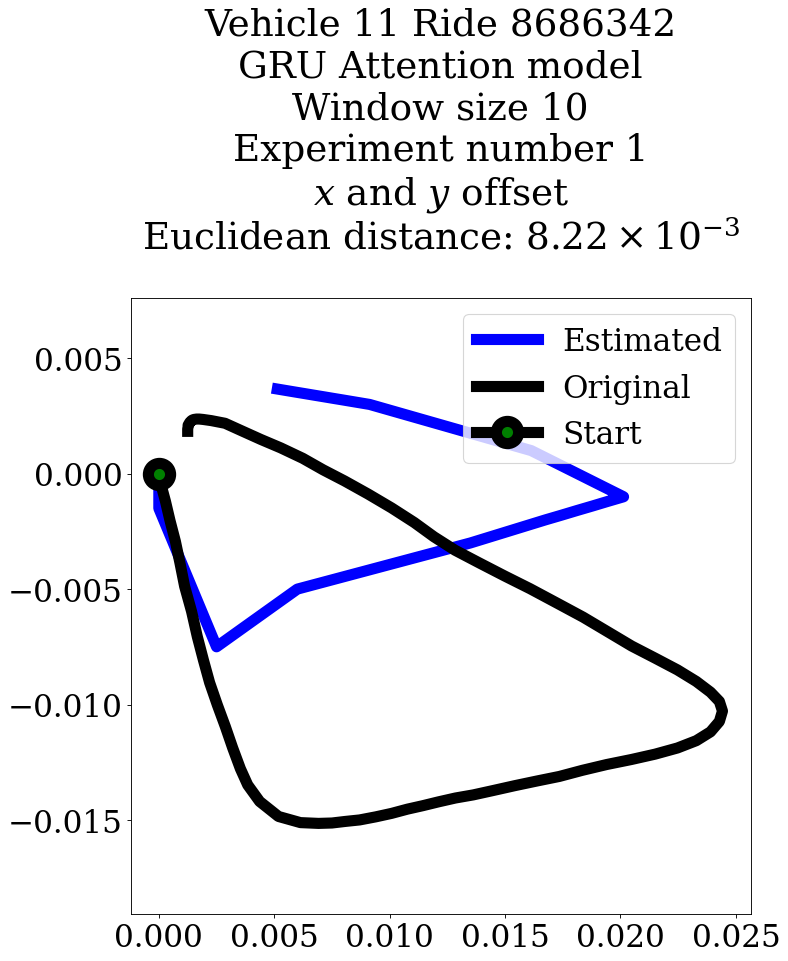 Vehicle 11 Ride 8686342
GRU Attention model
Window size 10
Experiment number 1
x and y offset
Euclidean distance: 8.22 × 10⁻³
Estimated
Original
Start
0.005
0.000
−0.005
−0.010
−0.015
0.000 0.005 0.010 0.015 0.020 0.025